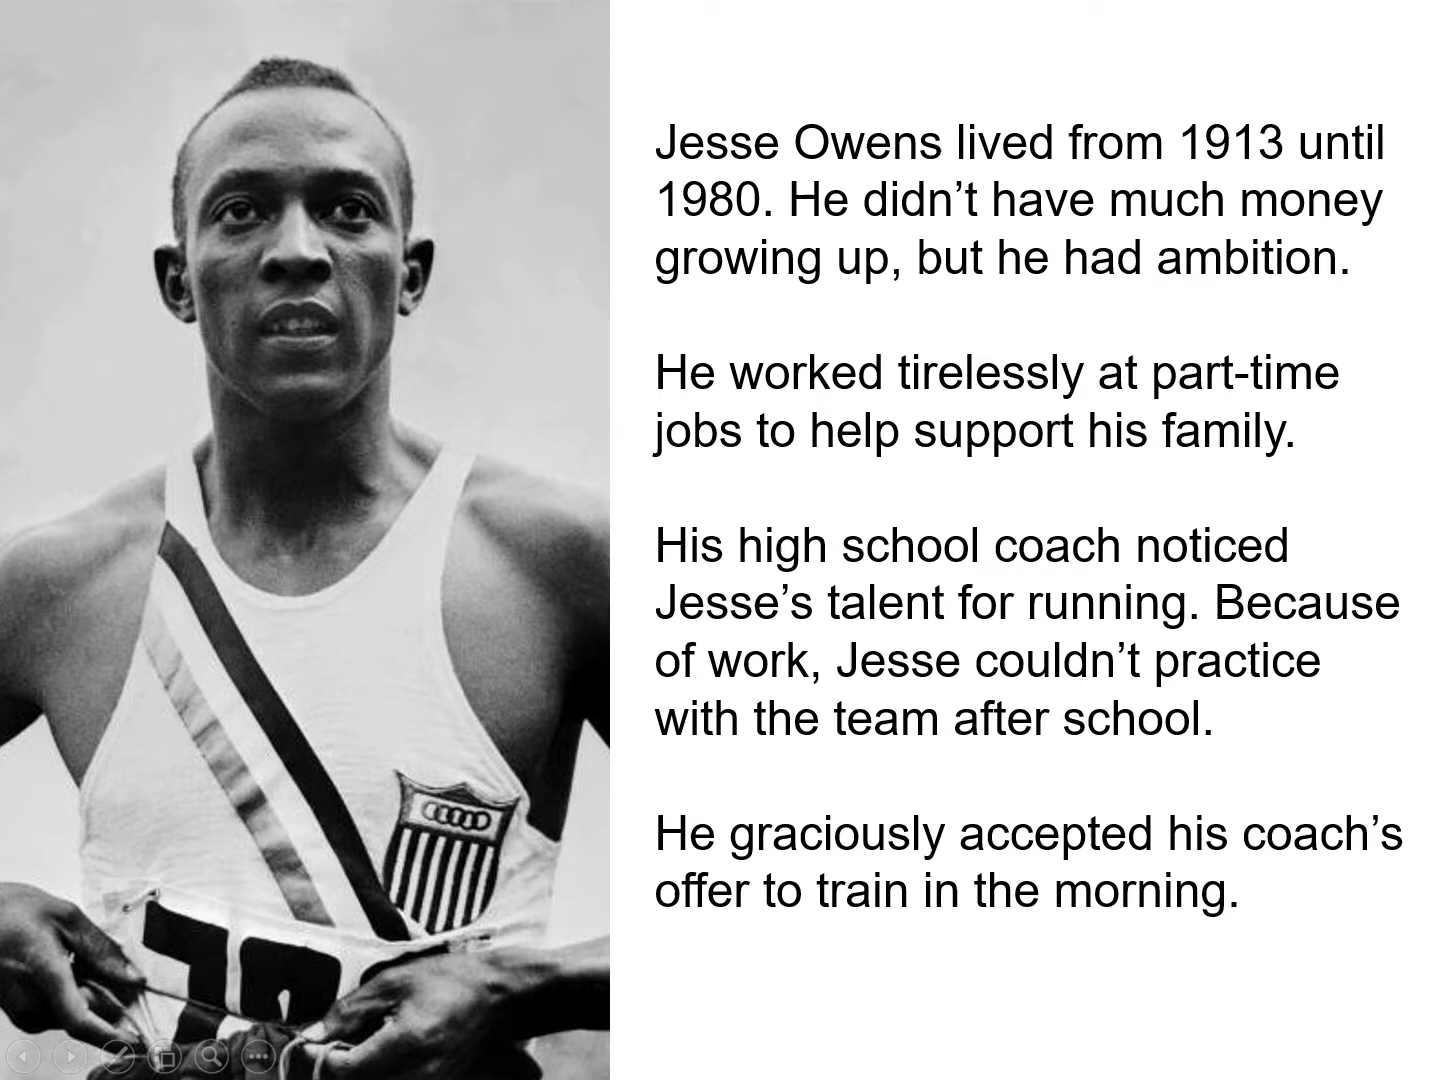 Jesse Owens lived from 1913 until
1980. He didn’t have much money
growing up, but he had ambition.
He worked tirelessly at part-time
jobs to help support his family.
His high school coach noticed
Jesse’s talent for running. Because
of work, Jesse couldn’t practice
with the team after school.
He graciously accepted his coach’s
offer to train in the morning.